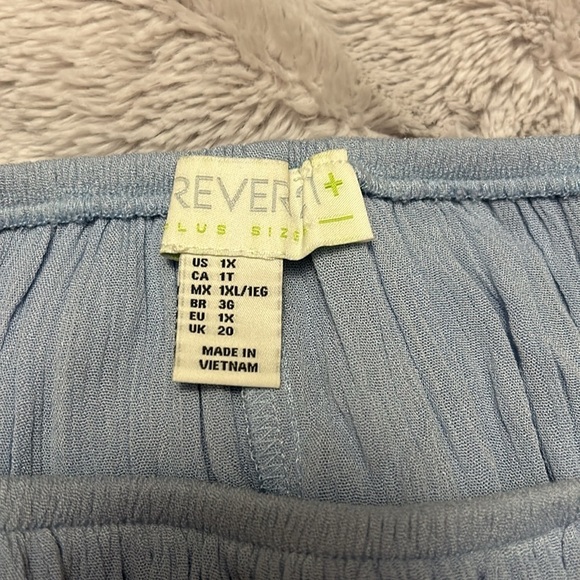 REVER 1 +
LUS SIZE
US 1X
CA 1T
MX 1XL/1EG
BR 3G
EU 1X
UK 20
MADE IN
VIETNAM